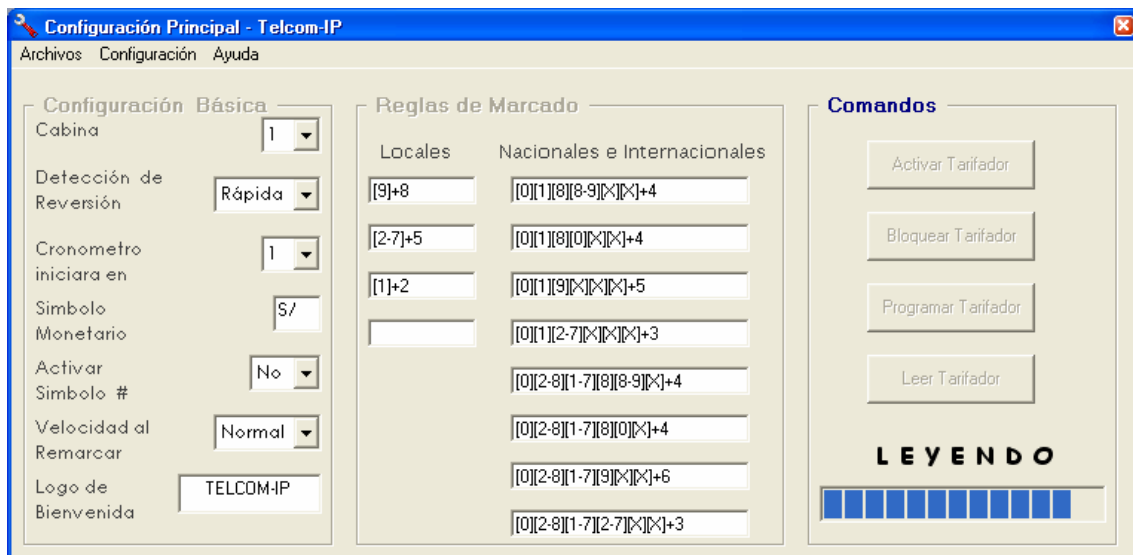 Configuración Principal - Telcom-IP
Archivos Configuración Ayuda
Configuración Básica
Cabina
1
Detección de
Reversión
Rápida
Cronometro
iniciara en
1
Simbolo
Monetario
S/
Activar
Simbolo #
No
Velocidad al
Remarcar
Normal
Logo de
Bienvenida
TELCOM-IP
Reglas de Marcado
Locales
[9]+8
[2-7]+5
[1]+2
Nacionales e Internacionales
[0][1][8][8-9][X][X]+4
[0][1][8][0][X][X]+4
[0][1][9][X][X][X]+5
[0][1][2-7][X][X][X]+3
[0][2-8][1-7][8][8-9][X]+4
[0][2-8][1-7][8][0][X]+4
[0][2-8][1-7][9][X][X]+6
[0][2-8][1-7][2-7][X][X]+3
Comandos
Activar Tarifador
Bloquear Tarifador
Programar Tarifador
Leer Tarifador
LEYENDO